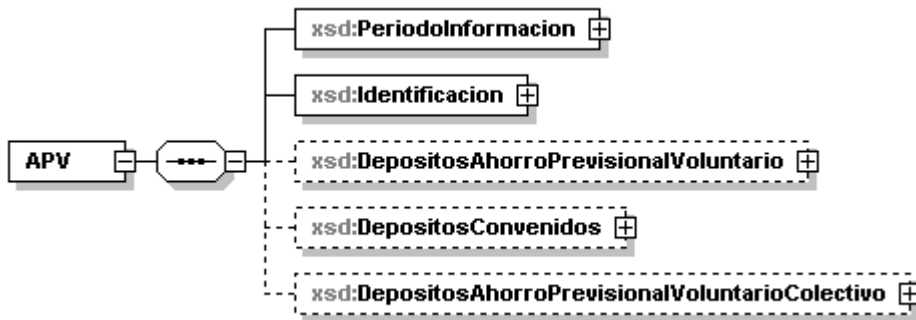 xsd:PeriodoInformacion
xsd:Identificacion
APV
xsd:DepositosAhorroPrevisionalVoluntario
xsd:DepositosConvenidos
xsd:DepositosAhorroPrevisionalVoluntarioColectivo